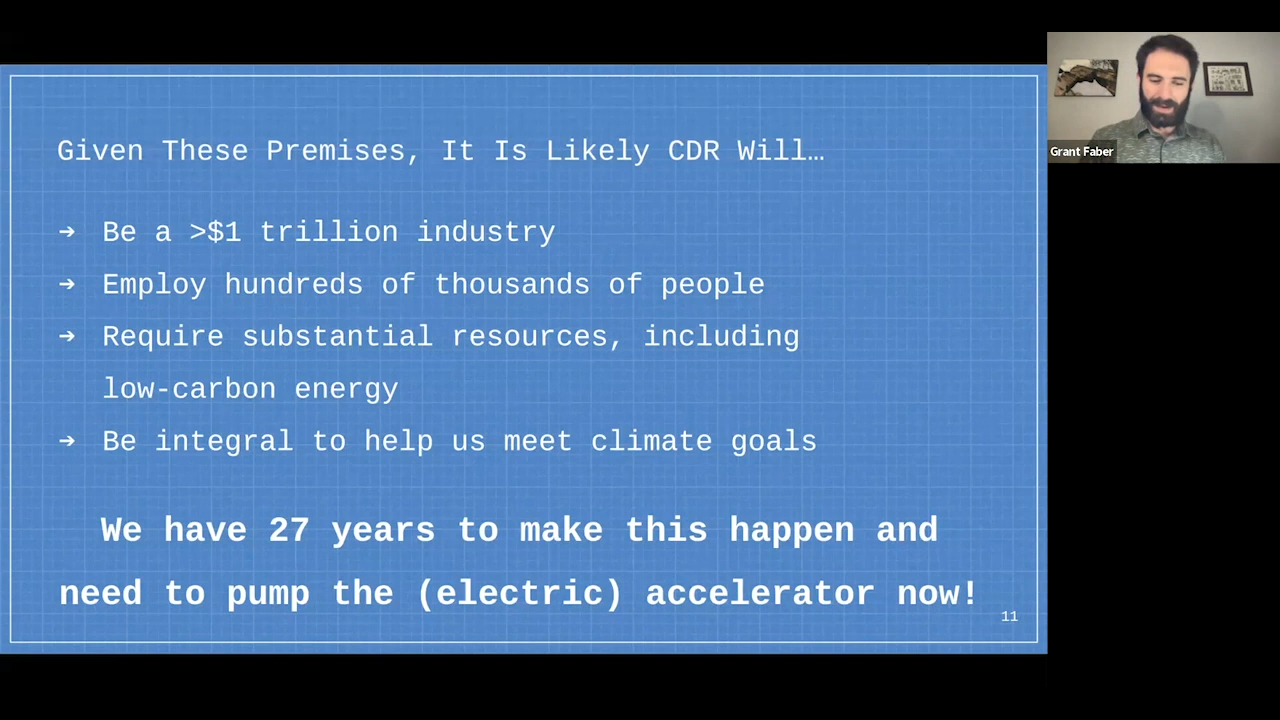 Given These Premises, It Is Likely CDR Will…
➔ Be a >$1 trillion industry
➔ Employ hundreds of thousands of people
➔ Require substantial resources, including
low-carbon energy
➔ Be integral to help us meet climate goals
We have 27 years to make this happen and
need to pump the (electric) accelerator now!
11
Grant Faber